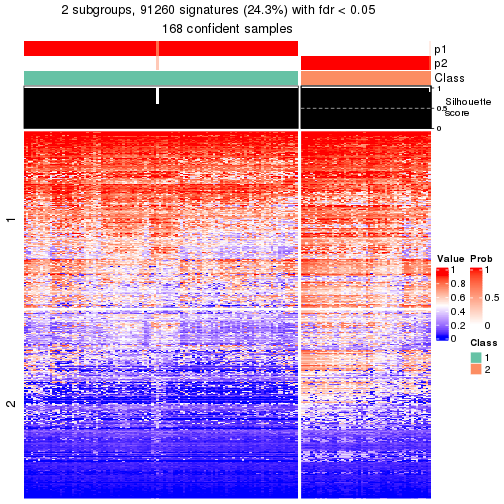 2 subgroups, 91260 signatures (24.3%) with fdr < 0.05
168 confident samples
p1
p2
Class
1
0.5
0
Silhouette
score
1
2
Value
1
0.8
0.6
0.4
0.2
0
Prob
1
0.5
0
Class
1
2